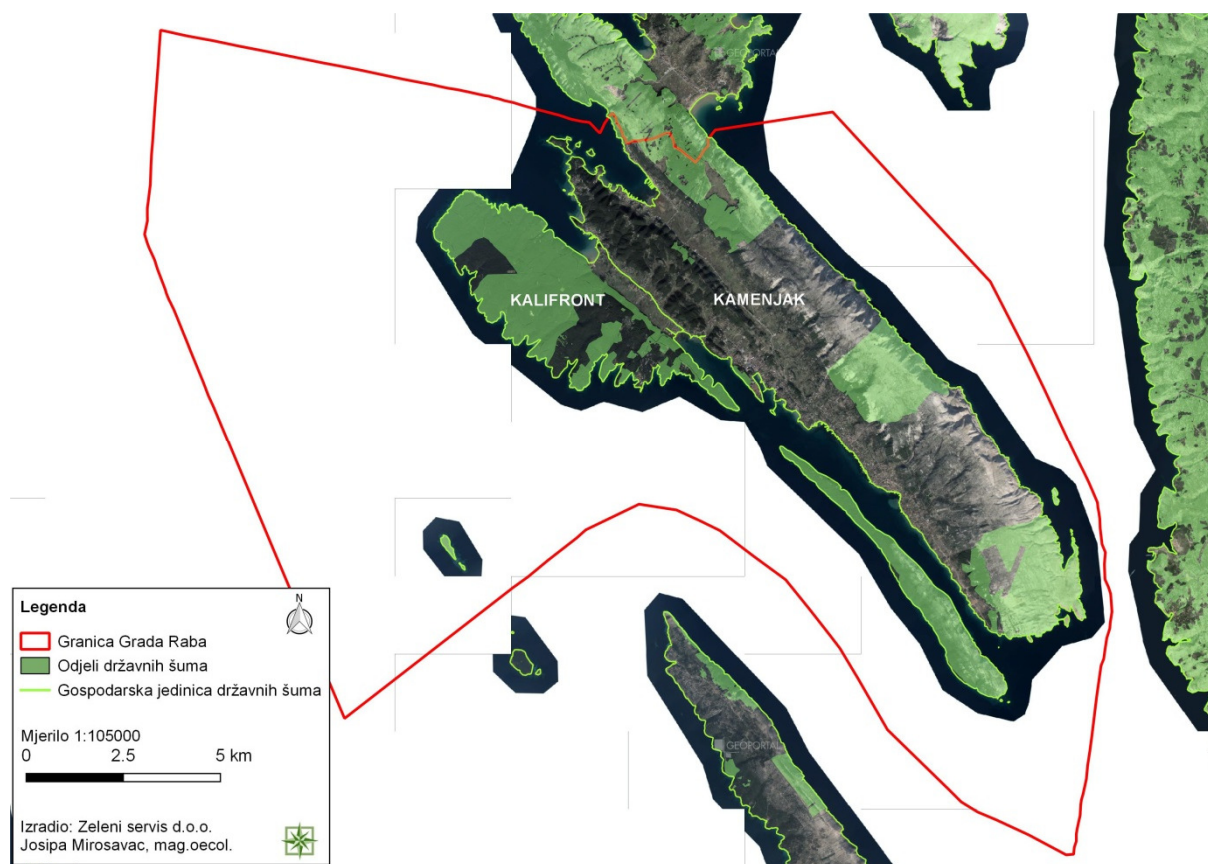 GEOPORTAL
KALIFRONT
KAMENJAK
GEOPORTAL
Legenda
N
Granica Grada Raba
Odjeli državnih šuma
Gospodarska jedinica državnih šuma
Mjerilo 1:105000
0 2.5 5 km
Izradio: Zeleni servis d.o.o.
Josipa Mirosavac, mag.oecol.